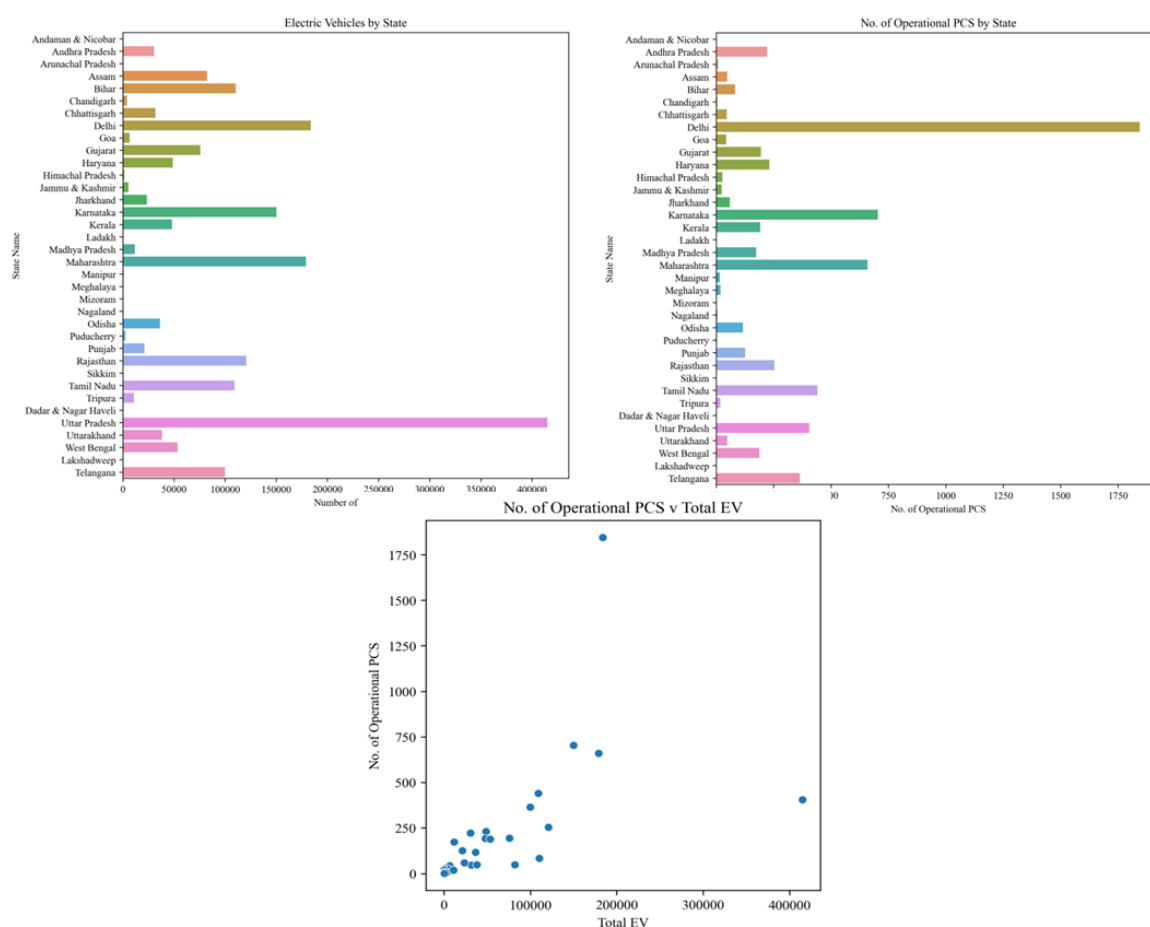 Electric Vehicles by State
Andaman & Nicobar
Andhra Pradesh
Arunachal Pradesh
Assam
Bihar
Chandigarh
Chhattisgarh
Delhi
Goa
Gujarat
Haryana
Himachal Pradesh
Jammu & Kashmir
Jharkhand
Karnataka
Kerala
Ladakh
Madhya Pradesh
Maharashtra
Manipur
Meghalaya
Mizoram
Nagaland
Odisha
Puducherry
Punjab
Rajasthan
Sikkim
Tamil Nadu
Tripura
Dadar & Nagar Haveli
Uttar Pradesh
Uttarakhand
West Bengal
Lakshadweep
Telangana
State Name
0 50000 100000 150000 200000 250000 300000 350000 400000
Number of
No. of Operational PCS by State
Andaman & Nicobar
Andhra Pradesh
Arunachal Pradesh
Assam
Bihar
Chandigarh
Chhattisgarh
Delhi
Goa
Gujarat
Haryana
Himachal Pradesh
Jammu & Kashmir
Jharkhand
Karnataka
Kerala
Ladakh
Madhya Pradesh
Maharashtra
Manipur
Meghalaya
Mizoram
Nagaland
Odisha
Puducherry
Punjab
Rajasthan
Sikkim
Tamil Nadu
Tripura
Dadar & Nagar Haveli
Uttar Pradesh
Uttarakhand
West Bengal
Lakshadweep
Telangana
State Name
750 1000 1250 1500 1750
No. of Operational PCS
No. of Operational PCS v Total EV
1750
1500
1250
1000
750
500
250
0
No. of Operational PCS
0 100000 200000 300000 400000
Total EV